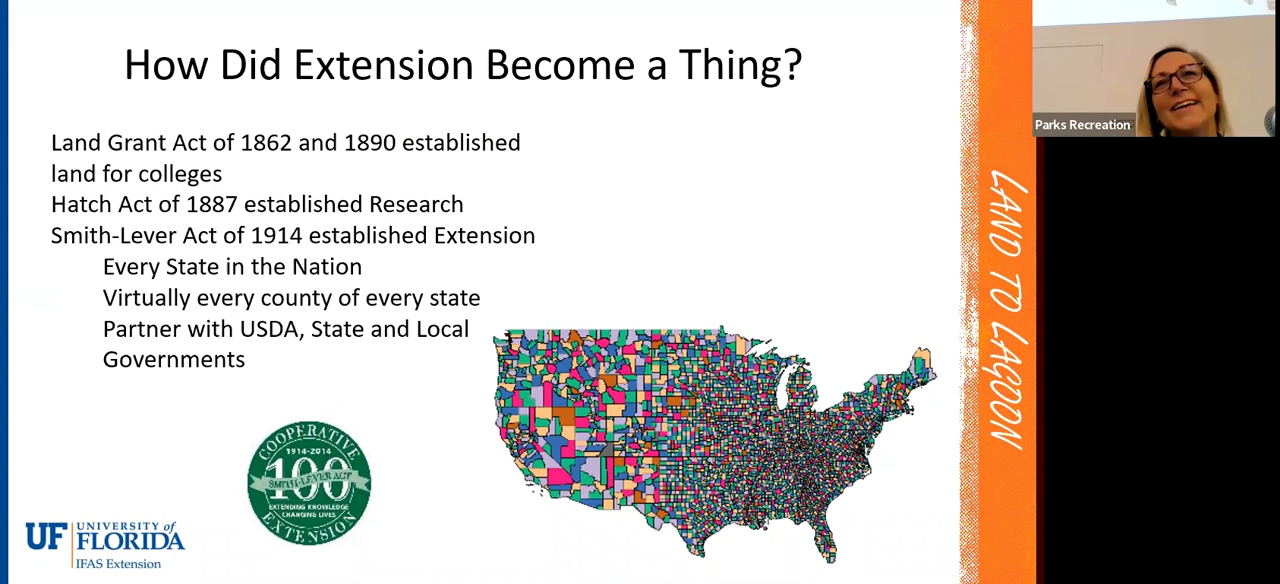 How Did Extension Become a Thing?
Land Grant Act of 1862 and 1890 established
land for colleges
Hatch Act of 1887 established Research
Smith-Lever Act of 1914 established Extension
Every State in the Nation
Virtually every county of every state
Partner with USDA, State and Local
Governments
COOPERATIVE
1914-2014
100
SMITH-LEVER ACT
EXTENDING KNOWLEDGE
CHANGING LIVES
EXTENSION
UF UNIVERSITY of
FLORIDA
IFAS Extension
LAND TO LAGOON
Parks Recreation